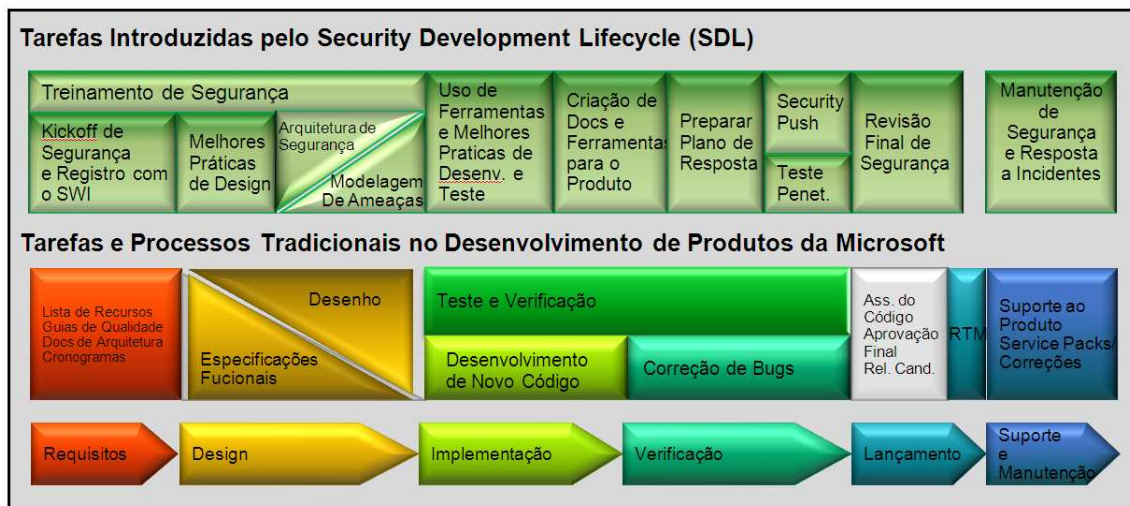 Tarefas Introduzidas pelo Security Development Lifecycle (SDL)
Treinamento de Segurança
Kickoff de
Segurança
e Registro com
o SWI
Melhores
Práticas
de Design
Arquitetura de
Segurança
Modelagem
De Ameaças
Uso de
Ferramentas
e Melhores
Praticas de
Desenv. e
Teste
Criação de
Docs e
Ferramentas
para o
Produto
Preparar
Plano de
Resposta
Security
Push
Teste
Penet.
Revisão
Final de
Segurança
Manutenção
de
Segurança
e Resposta
a Incidentes
Tarefas e Processos Tradicionais no Desenvolvimento de Produtos da Microsoft
Lista de Recursos
Guias de Qualidade
Docs de Arquitetura
Cronogramas
Desenho
Especificações
Fucionais
Teste e Verificação
Desenvolvimento
de Novo Código
Correção de Bugs
Ass. do
Código
Aprovação
Final
Rel. Cand.
RTM
Suporte ao
Produto
Service Packs/
Correções
Requisitos
Design
Implementação
Verificação
Lançamento
Suporte
e
Manutenção